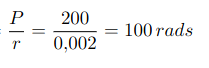 = P/r = 200/0,002 = 100 rads